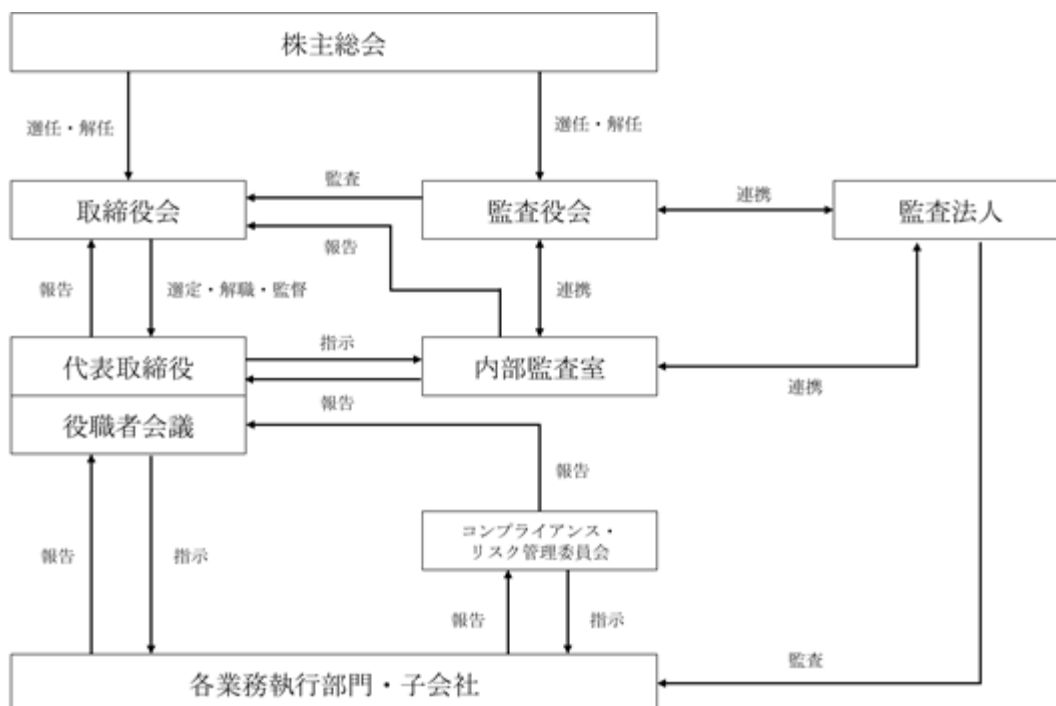 株主総会
選任・解任
選任・解任
取締役会
監査
監査役会
連携
監査法人
報告
報告
選定・解職・監督
連携
代表取締役
指示
内部監査室
連携
役職者会議
報告
報告
コンプライアンス・
リスク管理委員会
報告
指示
報告
指示
監査
各業務執行部門・子会社